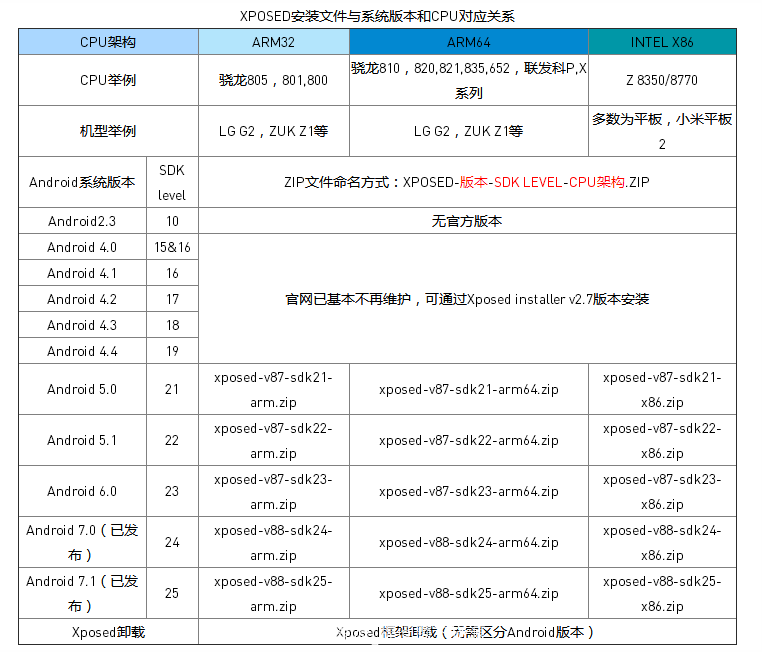 XPOSED安装文件与系统版本和CPU对应关系
CPU架构 ARM32 ARM64 INTEL X86
CPU举例 骁龙805，801,800 骁龙810，820,821,835,652，联发科P,X
系列 Z 8350/8770
机型举例 LG G2，ZUK Z1等 LG G2，ZUK Z1等 多数为平板，小米平板
2
Android系统版本 SDK
level ZIP文件命名方式：XPOSED-版本-SDK LEVEL-CPU架构.ZIP
Android2.3 10 无官方版本
Android 4.0 15&16
Android 4.1 16
Android 4.2 17 官网已基本不再维护，可通过Xposed installer v2.7版本安装
Android 4.3 18
Android 4.4 19
Android 5.0 21 xposed-v87-sdk21-
arm.zip xposed-v87-sdk21-arm64.zip xposed-v87-sdk21-
x86.zip
Android 5.1 22 xposed-v87-sdk22-
arm.zip xposed-v87-sdk22-arm64.zip xposed-v87-sdk22-
x86.zip
Android 6.0 23 xposed-v87-sdk23-
arm.zip xposed-v87-sdk23-arm64.zip xposed-v87-sdk23-
x86.zip
Android 7.0（已发
布） 24 xposed-v88-sdk24-
arm.zip xposed-v88-sdk24-arm64.zip xposed-v88-sdk24-
x86.zip
Android 7.1（已发
布） 25 xposed-v88-sdk25-
arm.zip xposed-v88-sdk25-arm64.zip xposed-v88-sdk25-
x86.zip
Xposed卸载 Xposed框架卸载（无需区分Android版本）